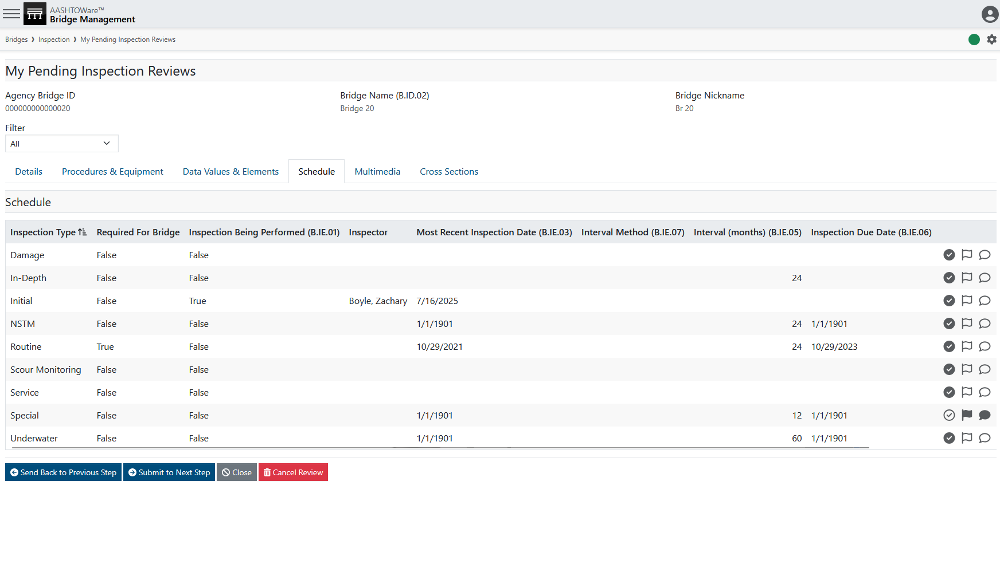 AASHTOWare™
Bridge Management
Bridges ❯ Inspection ❯ My Pending Inspection Reviews
My Pending Inspection Reviews
Agency Bridge ID Bridge Name (B.ID.02) Bridge Nickname
000000000000020 Bridge 20 Br 20
Filter
All
Details Procedures & Equipment Data Values & Elements Schedule Multimedia Cross Sections
Schedule
Inspection Type Required For Bridge Inspection Being Performed (B.IE.01) Inspector Most Recent Inspection Date (B.IE.03) Interval Method (B.IE.07) Interval (months) (B.IE.05) Inspection Due Date (B.IE.06)
Damage False False
In-Depth False False 24
Initial False True Boyle, Zachary 7/16/2025
NSTM False False 1/1/1901 24 1/1/1901
Routine True False 10/29/2021 24 10/29/2023
Scour Monitoring False False
Service False False
Special False False 1/1/1901 12 1/1/1901
Underwater False False 1/1/1901 60 1/1/1901
Send Back to Previous Step Submit to Next Step Close Cancel Review